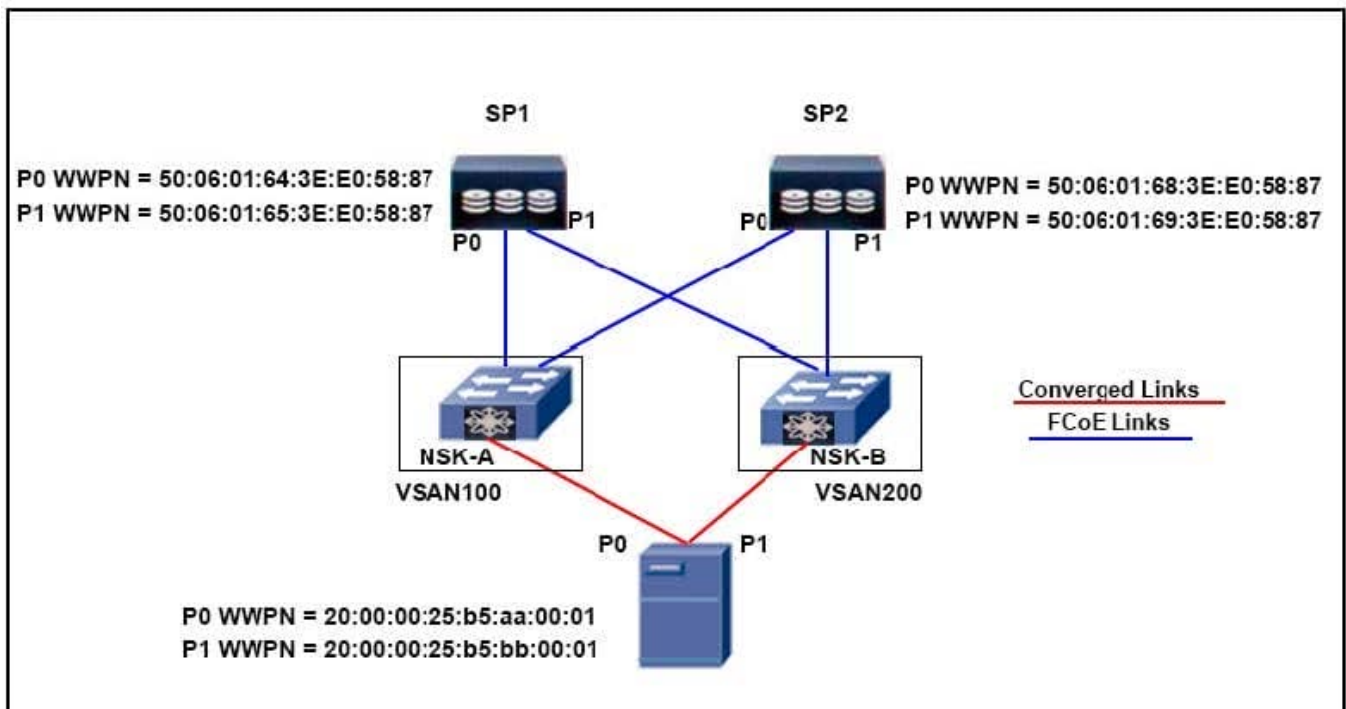 SP1
SP2
P0 WWPN = 50:06:01:64:3E:E0:58:87
P1 WWPN = 50:06:01:65:3E:E0:58:87
P0 WWPN = 50:06:01:68:3E:E0:58:87
P1 WWPN = 50:06:01:69:3E:E0:58:87
P1
P0
P0
P1
Converged Links
FCoE Links
NSK-A
NSK-B
VSAN100
VSAN200
P0
P1
P0 WWPN = 20:00:00:25:b5:aa:00:01
P1 WWPN = 20:00:00:25:b5:bb:00:01